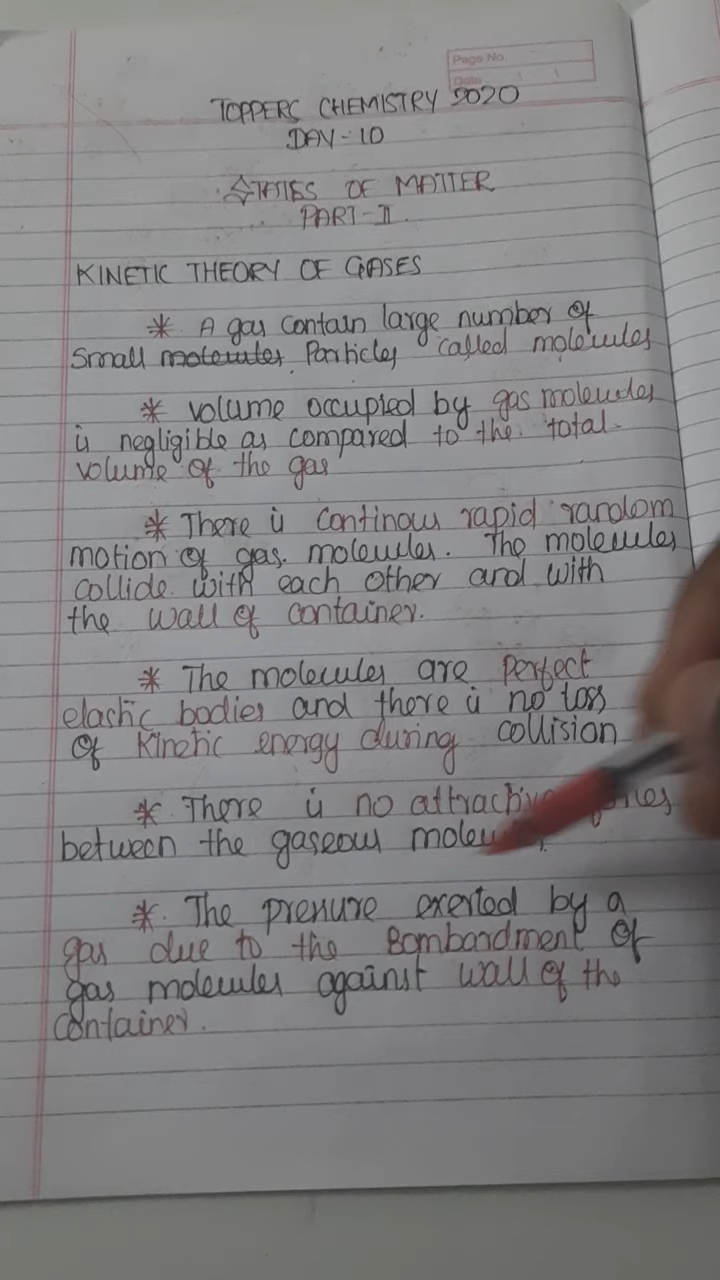 Page No.
Date
TOPPERS CHEMISTRY 2020
DAY-10
STATES OF MATTER
PART-II
KINETIC THEORY OF GASES
* A gas contain large number of
Small molecules Particles called molecules
* volume occupied by gas molecules
is negligible as compared to the total
volume of the gas
* There is continous rapid random
motion of gas. molecules. The molecules
collide with each other and with
the wall of container.
* The molecules are perfect
elastic bodies and there is no loss
of kinetic energy during collision
* There is no attractive
between the gaseous
*. The pressure exerted by a
gas due to the Bombardment of
gas molecules against wall of the
container.